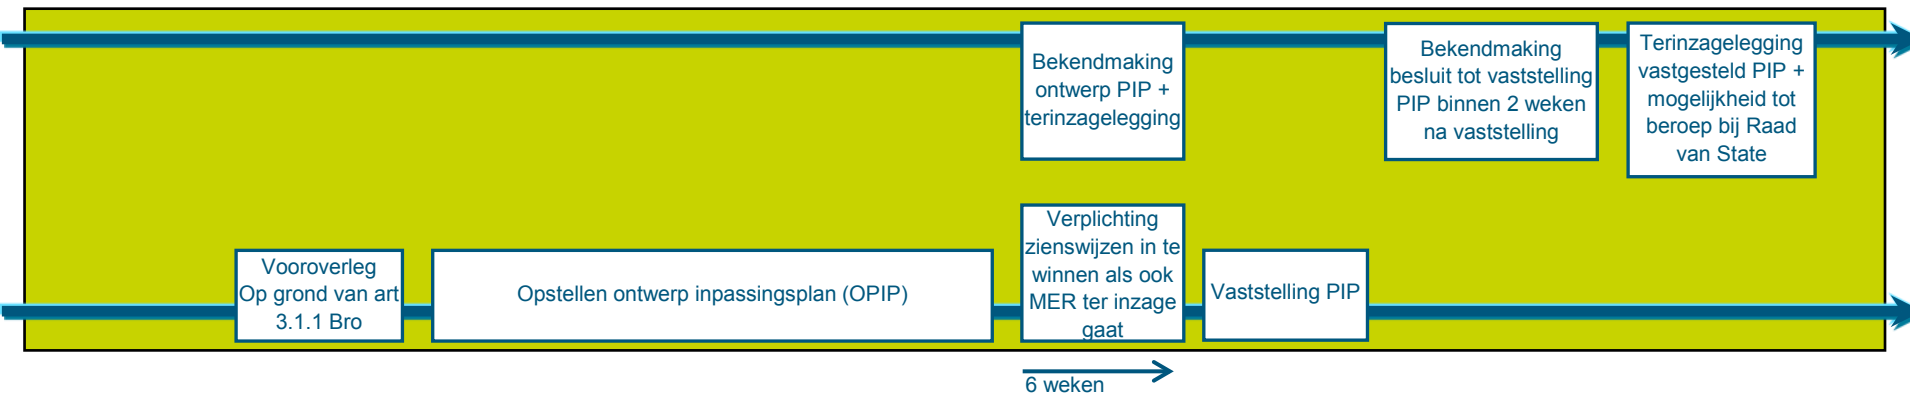 Bekendmaking
ontwerp PIP +
terinzagelegging
Bekendmaking
besluit tot vaststelling
PIP binnen 2 weken
na vaststelling
Terinzagelegging
vastgesteld PIP +
mogelijkheid tot
beroep bij Raad
van State
Vooroverleg
Op grond van art
3.1.1 Bro
Opstellen ontwerp inpassingsplan (OPIP)
Verplichting
zienswijzen in te
winnen als ook
MER ter inzage
gaat
Vaststelling PIP
6 weken